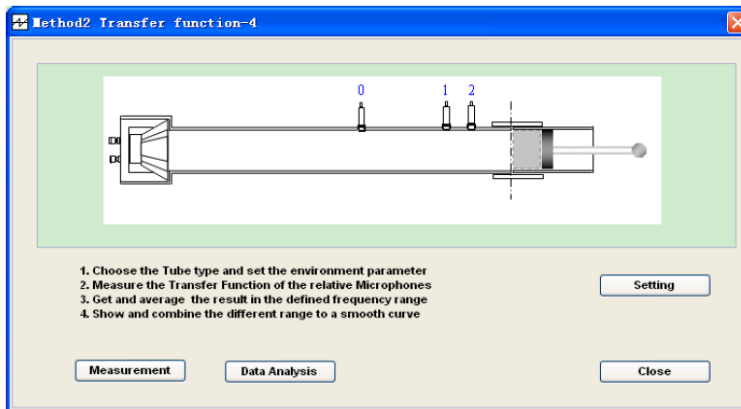 Method2 Transfer function-4
0 1 2
1. Choose the Tube type and set the environment parameter
2. Measure the Transfer Function of the relative Microphones
3. Get and average the result in the defined frequency range
4. Show and combine the different range to a smooth curve
Setting
Measurement Data Analysis Close